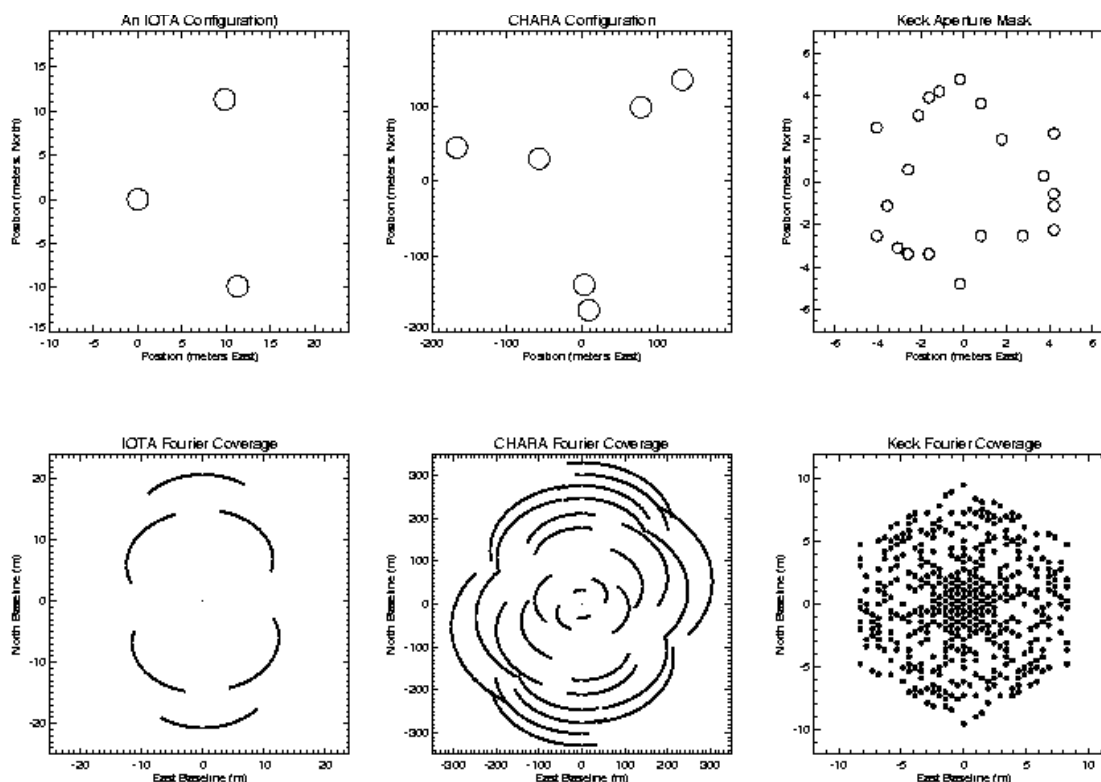 An IOTA Configuration)
CHARA Configuration
Keck Aperture Mask
Position (meters North)
15
10
5
0
-5
-10
-15
-10 0 10 20
Position (meters East)
Position (meters North)
100
0
-100
-200
-200 -100 0 100
Position (meters East)
Position (meters North)
6
4
2
0
-2
-4
-6
-6 -4 -2 0 2 4 6
Position (meters East)
IOTA Fourier Coverage
CHARA Fourier Coverage
Keck Fourier Coverage
North Baseline (m)
20
10
0
-10
-20
-20 -10 0 10 20
East Baseline (m)
North Baseline (m)
300
200
100
0
-100
-200
-300
-300 -200 -100 0 100 200 300
East Baseline (m)
North Baseline (m)
10
5
0
-5
-10
-10 -5 0 5 10
East Baseline (m)